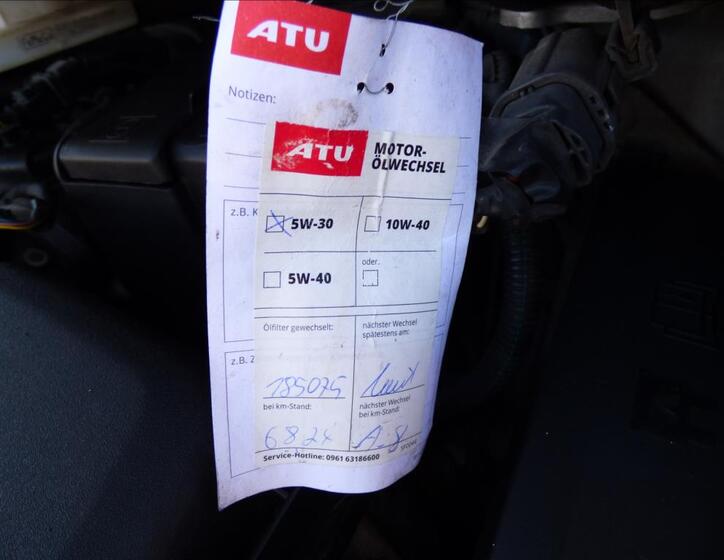 ATU
Notizen:
ATU
MOTOR-
ÖLWECHSEL
5W-30
10W-40
5W-40
oder:
z.B. K
Ölfilter gewechselt:
nächster Wechsel
spätestens am:
z.B. Z
185075
bei km-Stand:
nächster Wechsel
bei km-Stand:
6824
Service-Hotline: 0961 63186600